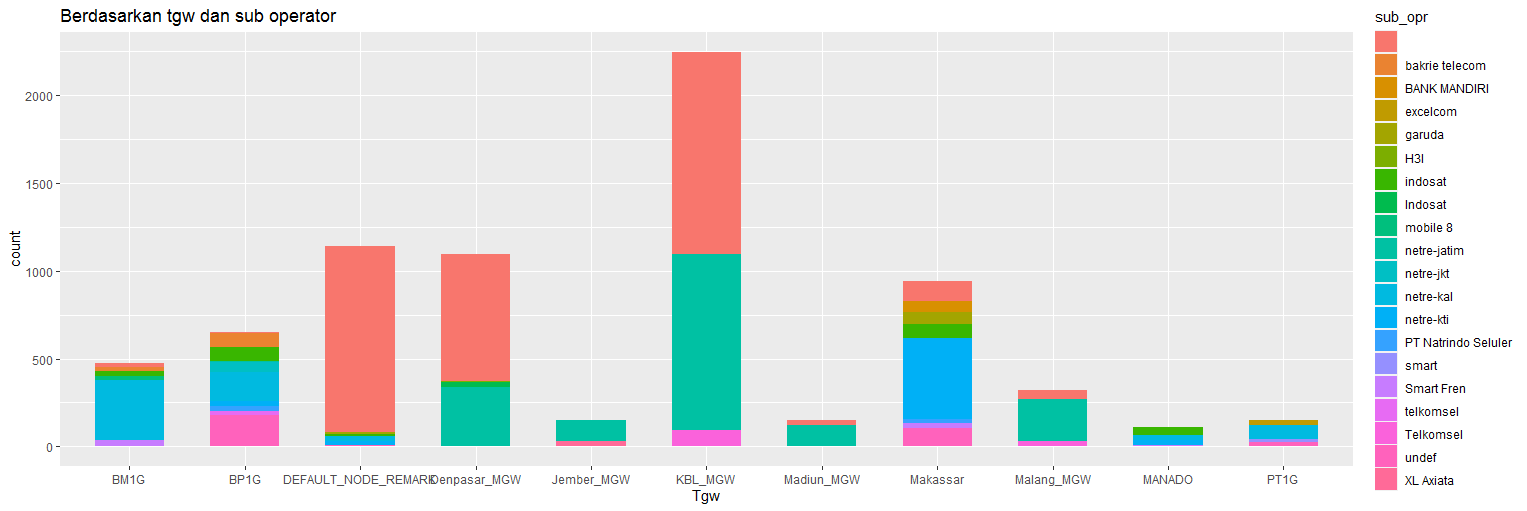 Berdasarkan tgw dan sub operator
count
2000
1500
1000
500
0
BM1G
BP1G
DEFAULT_NODE_REMARK
Denpasar_MGW
Jember_MGW
KBL_MGW
Madiun_MGW
Makassar
Malang_MGW
MANADO
PT1G
Tgw
sub_opr
bakrie telecom
BANK MANDIRI
excelcom
garuda
H3I
indosat
Indosat
mobile 8
netre-jatim
netre-jkt
netre-kal
netre-kti
PT Natrindo Seluler
smart
Smart Fren
telkomsel
Telkomsel
undef
XL Axiata